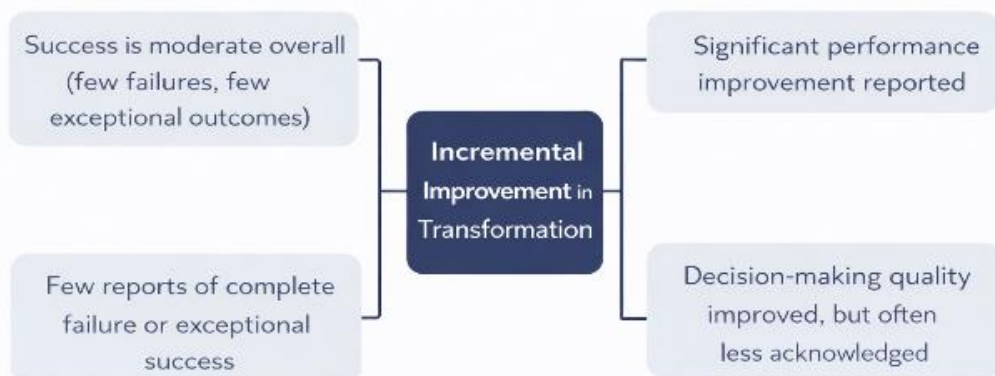 Success is moderate overall
(few failures, few
exceptional outcomes)
Few reports of complete
failure or exceptional
success
Incremental
Improvement in
Transformation
Significant performance
improvement reported
Decision-making quality
improved, but often
less acknowledged